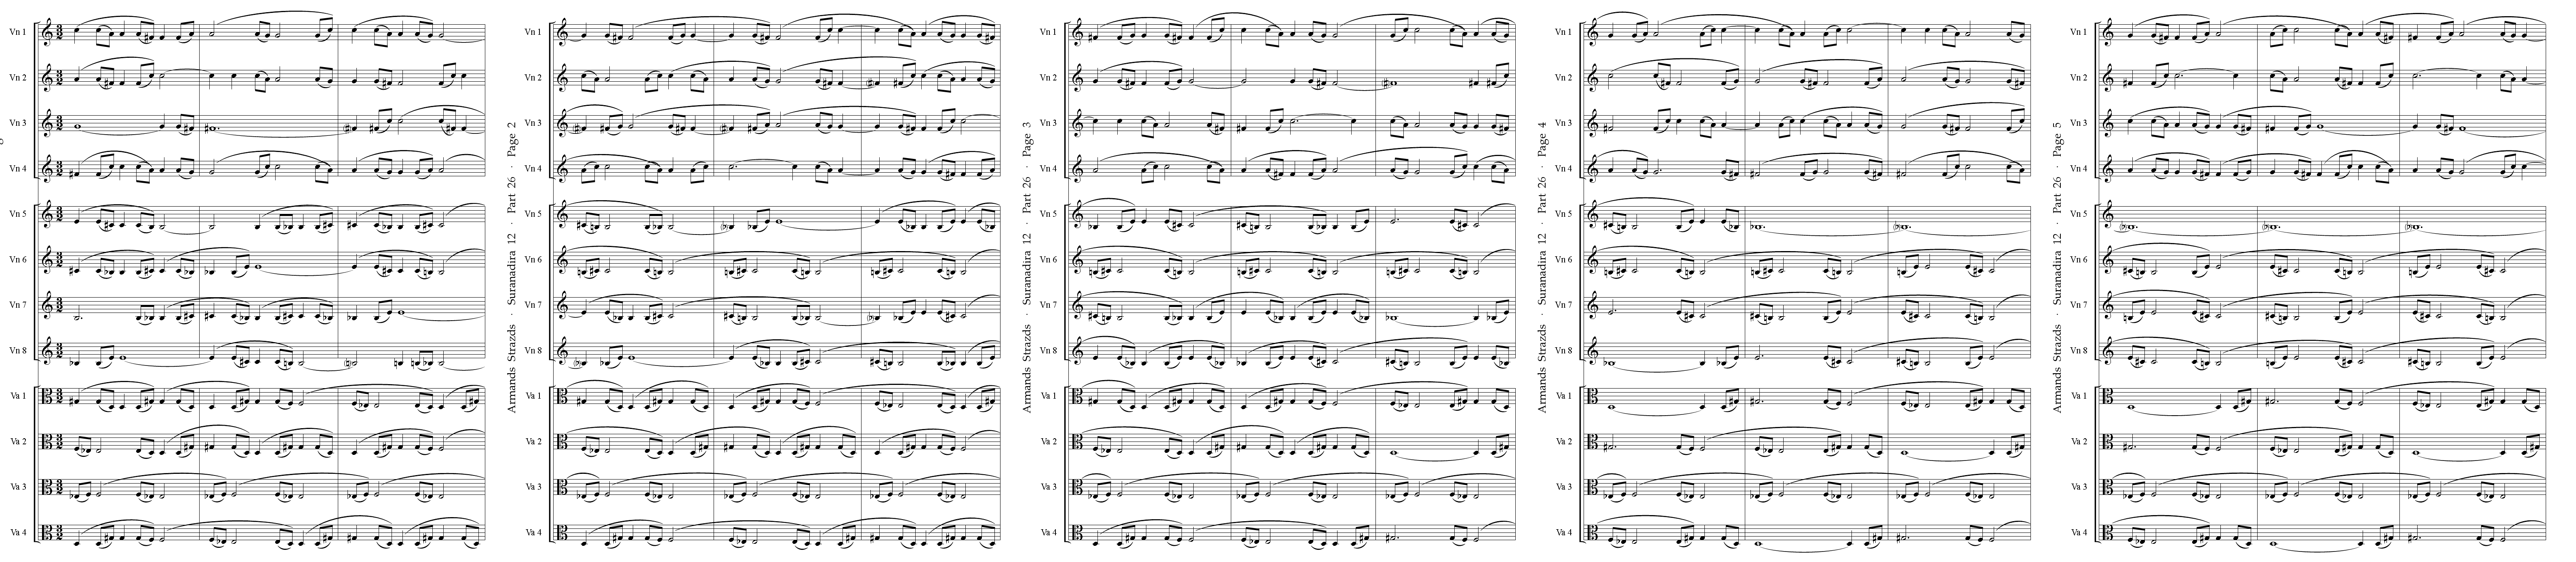 Vn 1
Vn 2
Vn 3
Vn 4
Vn 5
Vn 6
Vn 7
Vn 8
Va 1
Va 2
Va 3
Va 4
Armands Strazds · Suranadira 12 · Part 26 · Page 2
Vn 1
Vn 2
Vn 3
Vn 4
Vn 5
Vn 6
Vn 7
Vn 8
Va 1
Va 2
Va 3
Va 4
Armands Strazds · Suranadira 12 · Part 26 · Page 3
Vn 1
Vn 2
Vn 3
Vn 4
Vn 5
Vn 6
Vn 7
Vn 8
Va 1
Va 2
Va 3
Va 4
Armands Strazds · Suranadira 12 · Part 26 · Page 4
Vn 1
Vn 2
Vn 3
Vn 4
Vn 5
Vn 6
Vn 7
Vn 8
Va 1
Va 2
Va 3
Va 4
Armands Strazds · Suranadira 12 · Part 26 · Page 5
Vn 1
Vn 2
Vn 3
Vn 4
Vn 5
Vn 6
Vn 7
Vn 8
Va 1
Va 2
Va 3
Va 4